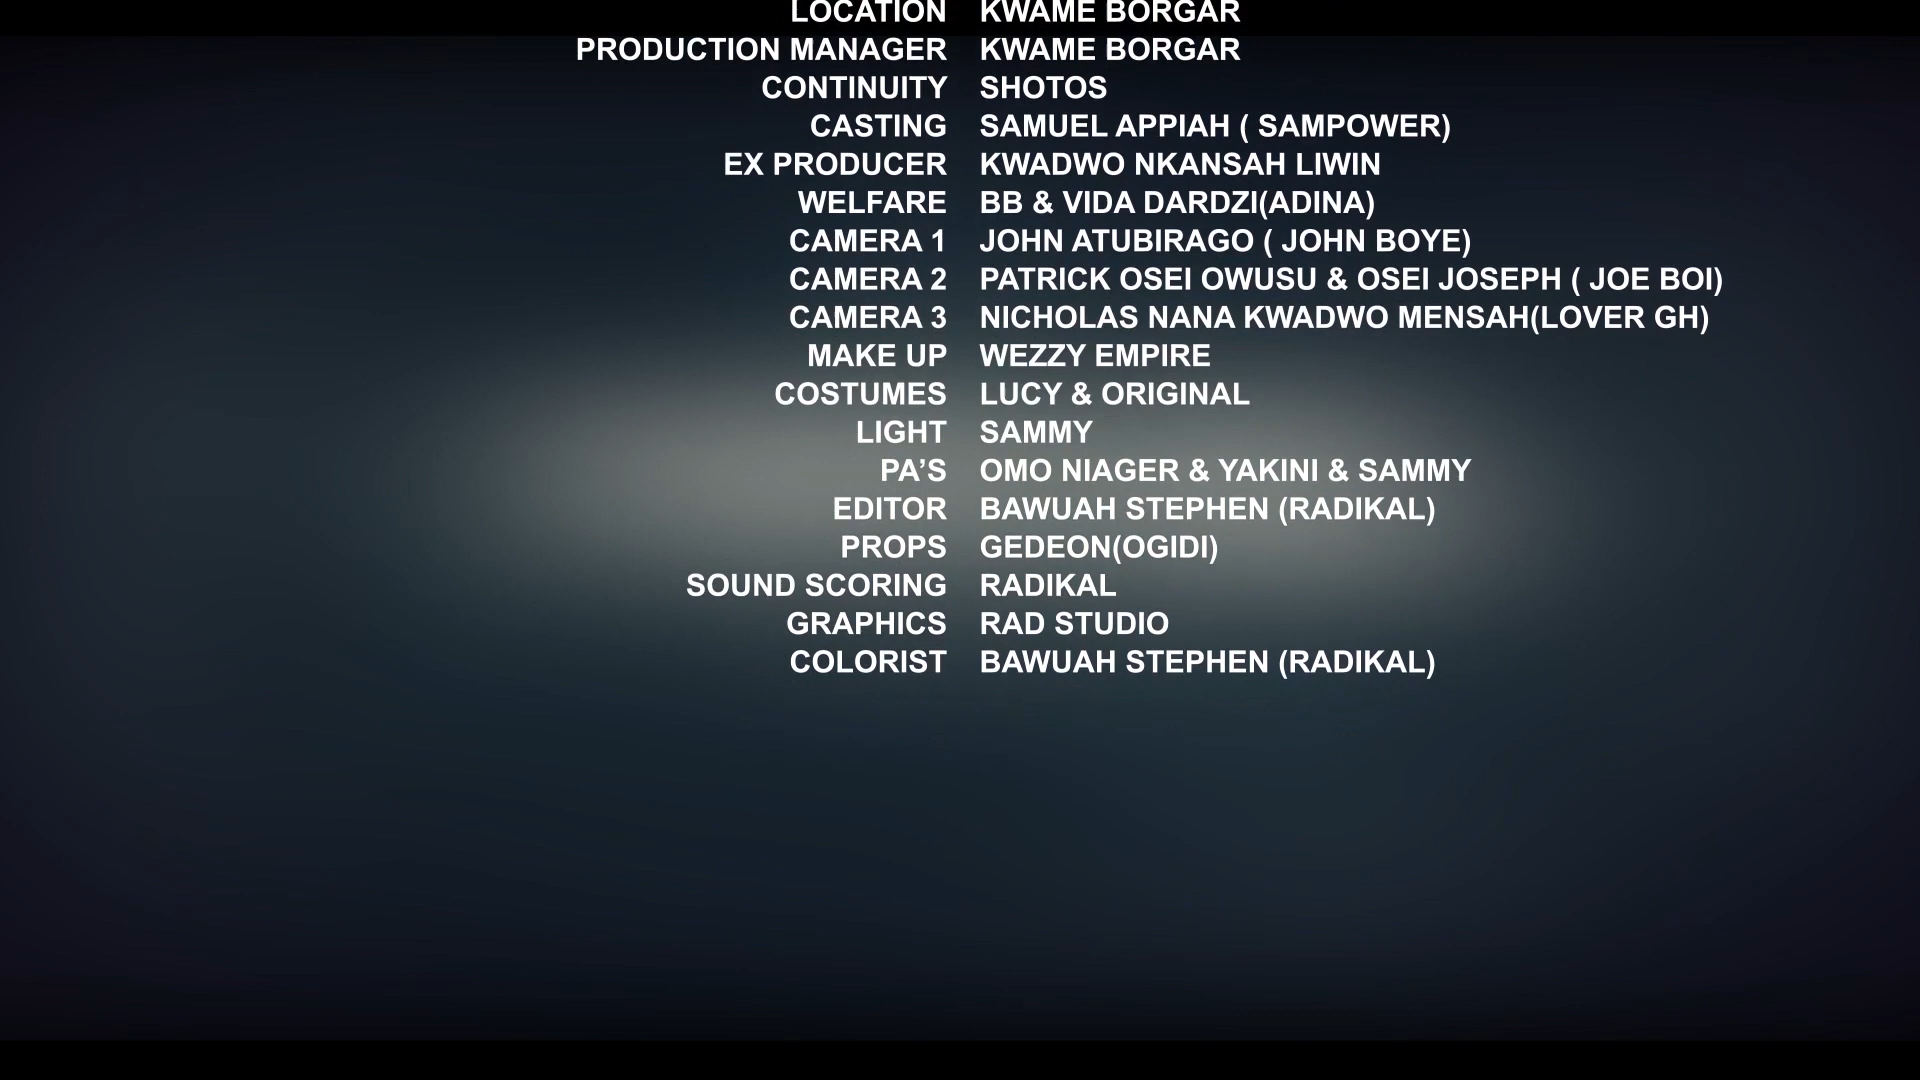 LOCATION KWAME BORGAR
PRODUCTION MANAGER KWAME BORGAR
CONTINUITY SHOTOS
CASTING SAMUEL APPIAH ( SAMPOWER)
EX PRODUCER KWADWO NKANSAH LIWIN
WELFARE BB & VIDA DARDZI(ADINA)
CAMERA 1 JOHN ATUBIRAGO ( JOHN BOYE)
CAMERA 2 PATRICK OSEI OWUSU & OSEI JOSEPH ( JOE BOI)
CAMERA 3 NICHOLAS NANA KWADWO MENSAH(LOVER GH)
MAKE UP WEZZY EMPIRE
COSTUMES LUCY & ORIGINAL
LIGHT SAMMY
PA’S OMO NIAGER & YAKINI & SAMMY
EDITOR BAWUAH STEPHEN (RADIKAL)
PROPS GEDEON(OGIDI)
SOUND SCORING RADIKAL
GRAPHICS RAD STUDIO
COLORIST BAWUAH STEPHEN (RADIKAL)